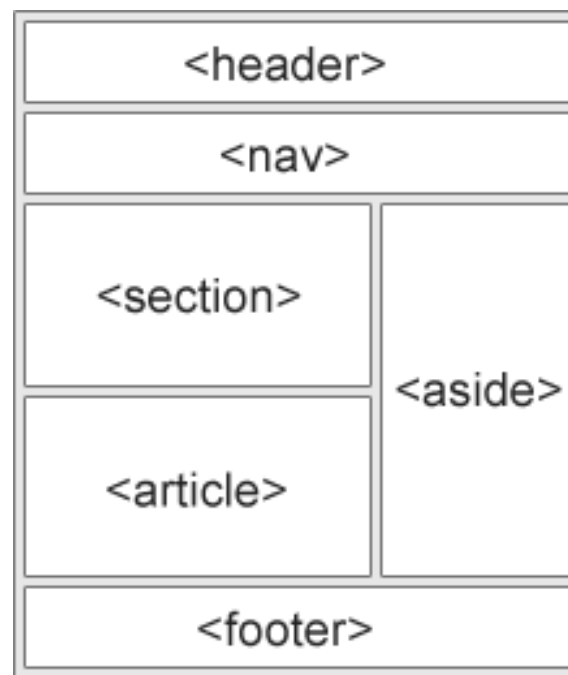 <header>
<nav>
<section>
<aside>
<article>
<footer>